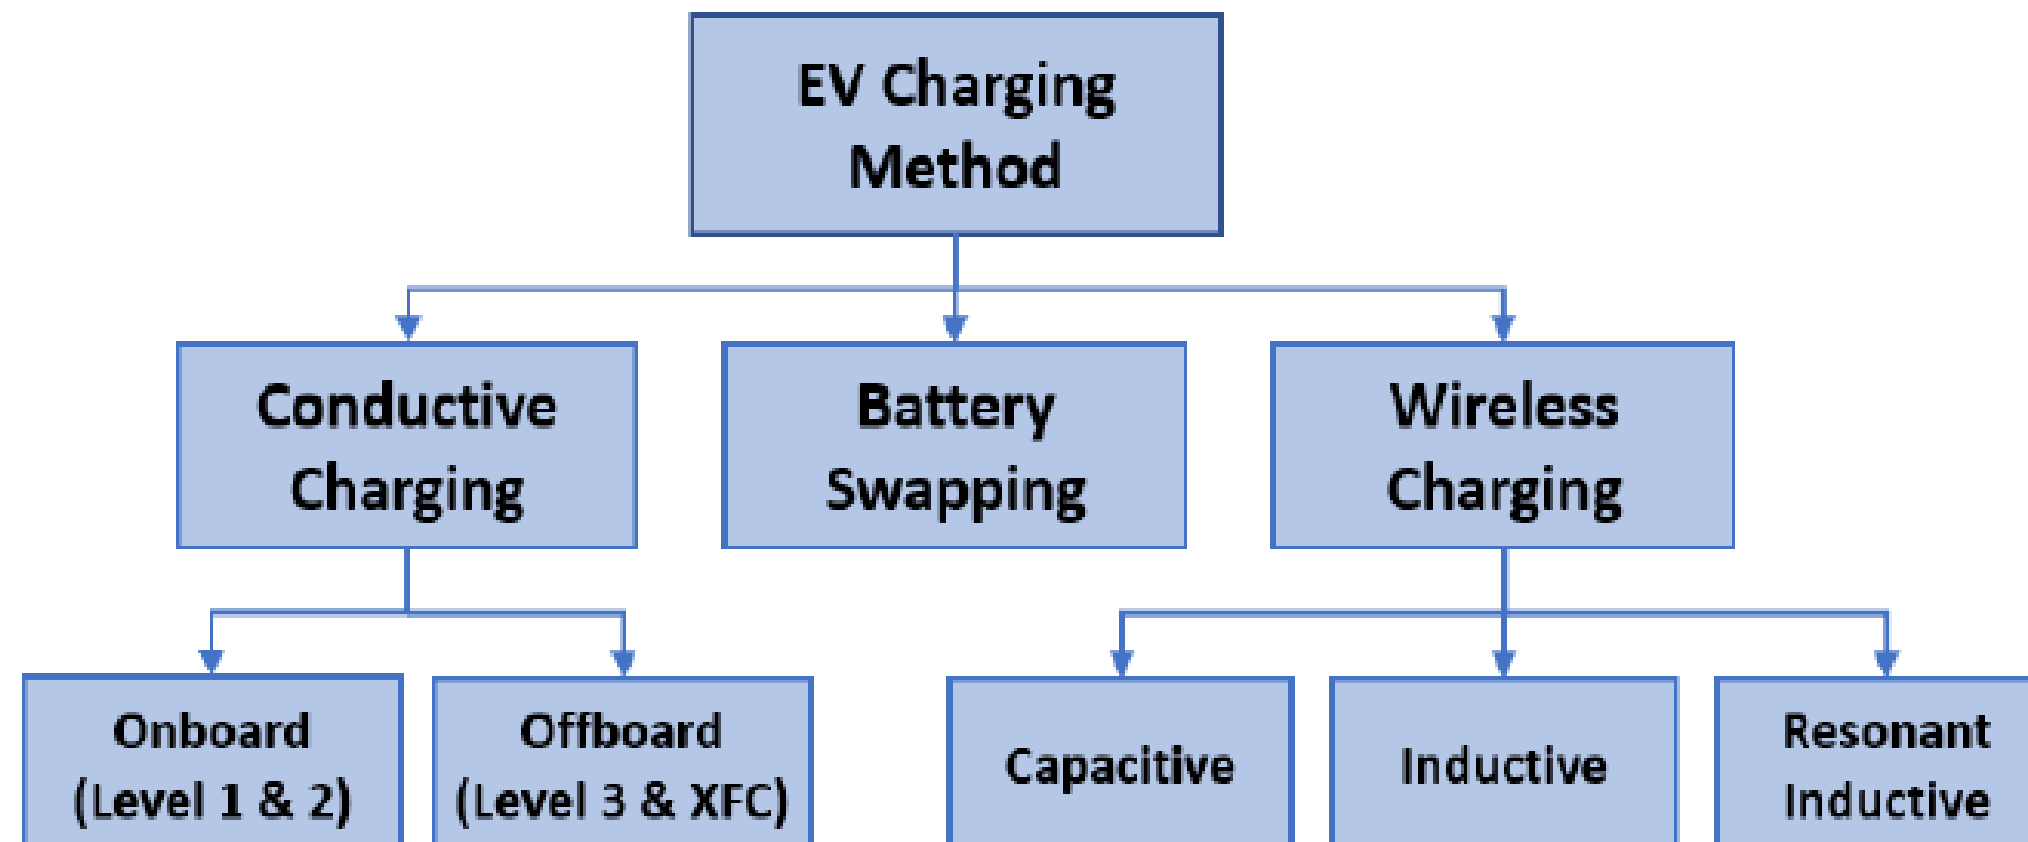 EV Charging
Method
Conductive
Charging
Battery
Swapping
Wireless
Charging
Onboard
(Level 1 & 2)
Offboard
(Level 3 & XFC)
Capacitive
Inductive
Resonant
Inductive